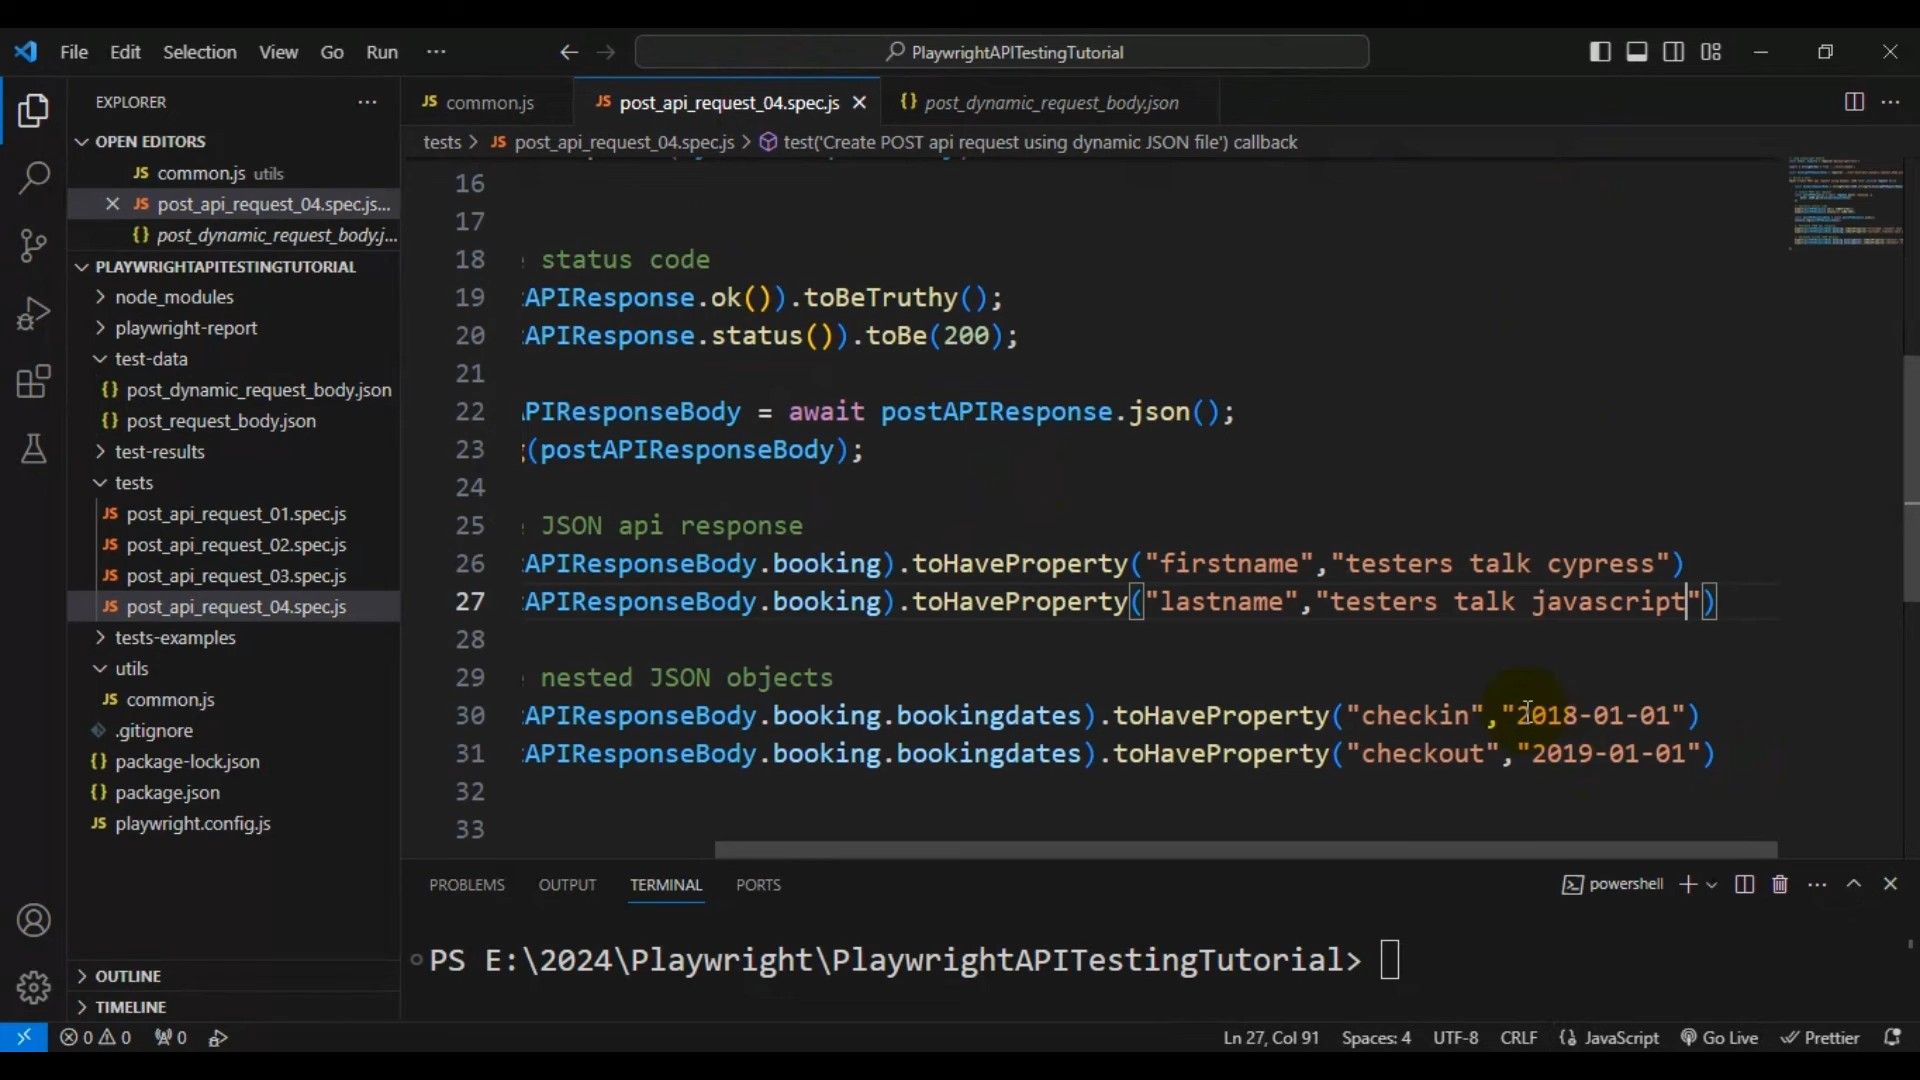 File Edit Selection View Go Run ··· PlaywrightAPITestingTutorial
EXPLORER ···
JS common.js JS post_api_request_04.spec.js {} post_dynamic_request_body.json ···
tests > JS post_api_request_04.spec.js > test('Create POST api request using dynamic JSON file') callback
OPEN EDITORS
JS common.js utils
JS post_api_request_04.spec.js...
{} post_dynamic_request_body.j...
PLAYWRIGHTAPITESTINGTUTORIAL
node_modules
playwright-report
test-data
{} post_dynamic_request_body.json
{} post_request_body.json
test-results
tests
JS post_api_request_01.spec.js
JS post_api_request_02.spec.js
JS post_api_request_03.spec.js
JS post_api_request_04.spec.js
tests-examples
utils
JS common.js
.gitignore
{} package-lock.json
{} package.json
JS playwright.config.js
OUTLINE
TIMELINE
16
17
18 status code
19 APIResponse.ok()).toBeTruthy();
20 APIResponse.status()).toBe(200);
21
22 PIResponseBody = await postAPIResponse.json();
23 (postAPIResponseBody);
24
25 JSON api response
26 APIResponseBody.booking).toHaveProperty("firstname","testers talk cypress")
27 APIResponseBody.booking).toHaveProperty("lastname","testers talk javascript")
28
29 nested JSON objects
30 APIResponseBody.booking.bookingdates).toHaveProperty("checkin","2018-01-01")
31 APIResponseBody.booking.bookingdates).toHaveProperty("checkout","2019-01-01")
32
33
PROBLEMS OUTPUT TERMINAL PORTS powershell ···
PS E:\2024\Playwright\PlaywrightAPITestingTutorial>
0 0 0 Ln 27, Col 91 Spaces: 4 UTF-8 CRLF {} JavaScript Go Live Prettier